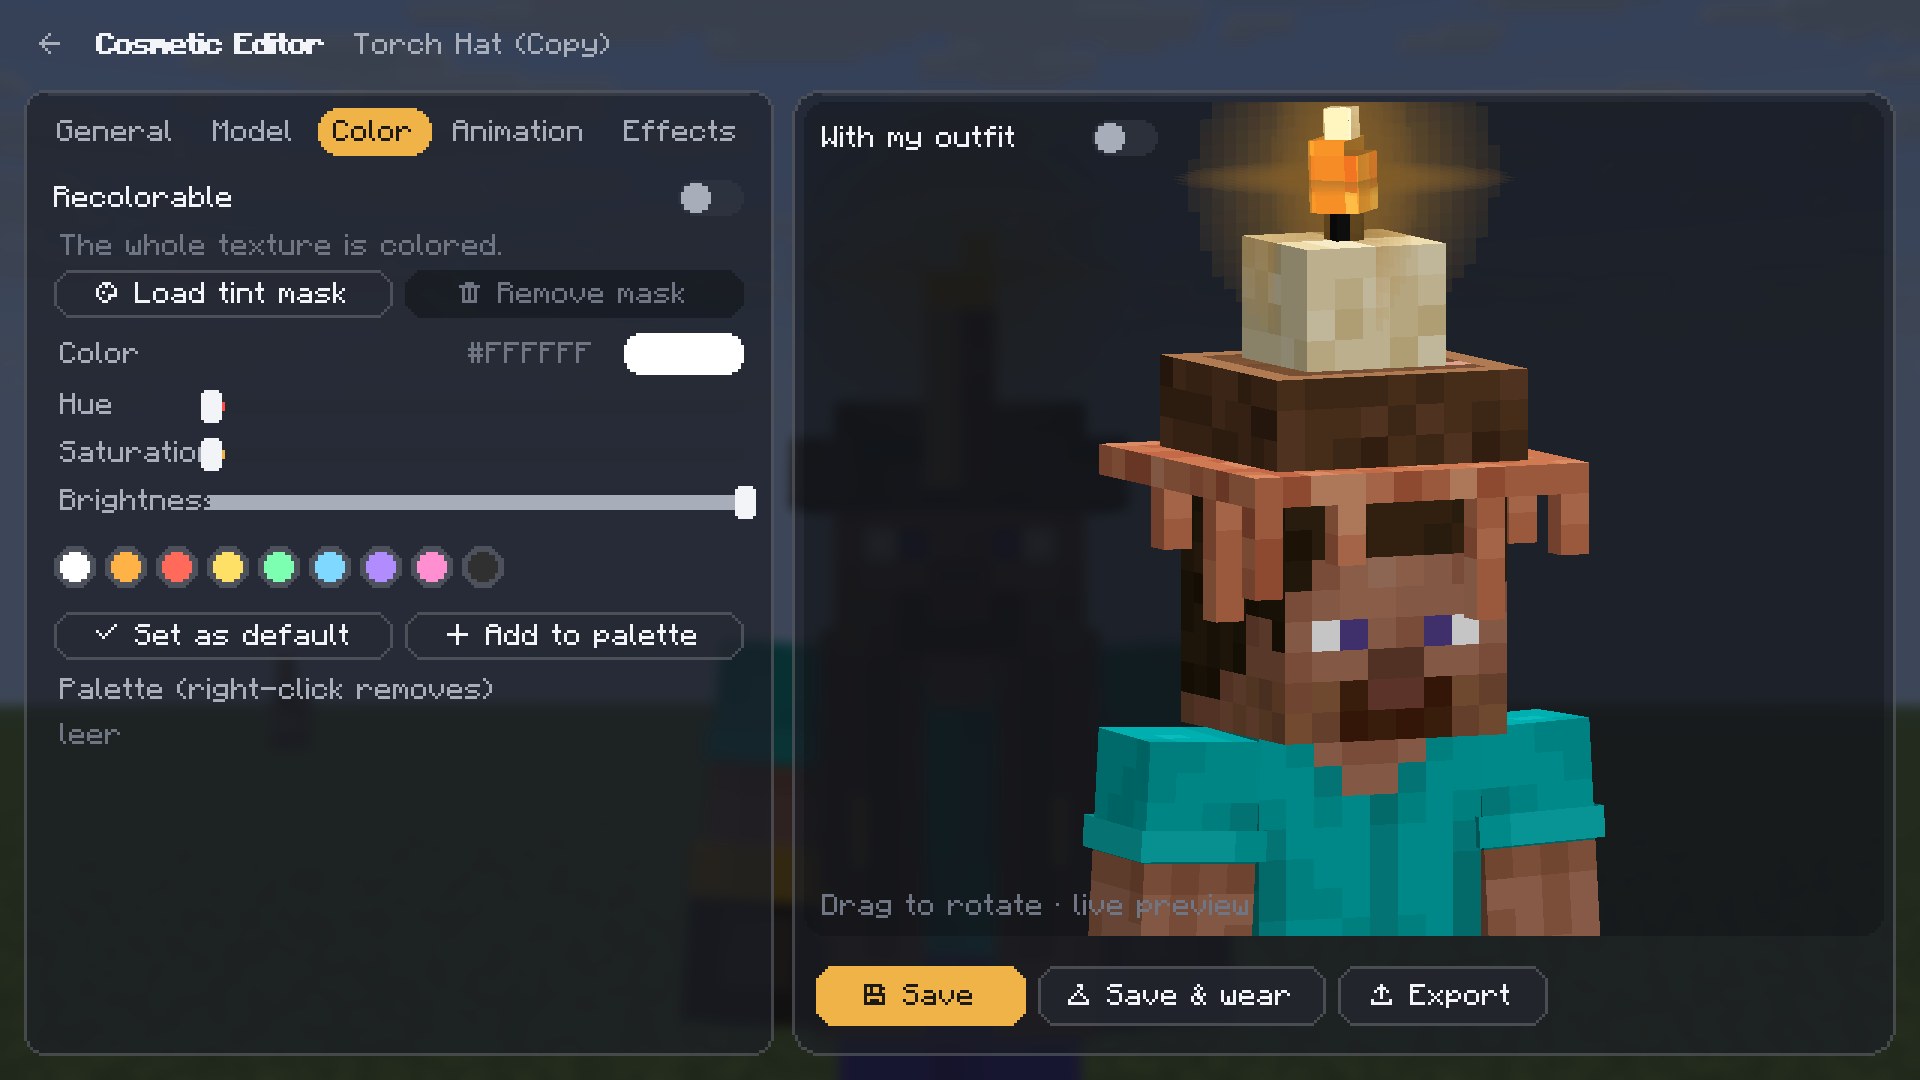 Cosmetic Editor Torch Hat (Copy)
General Model Color Animation Effects
Recolorable
The whole texture is colored.
Load tint mask Remove mask
Color #FFFFFF
Hue
Saturation
Brightness
Set as default Add to palette
Palette (right-click removes)
leer
With my outfit
Drag to rotate · live preview
Save Save & wear Export